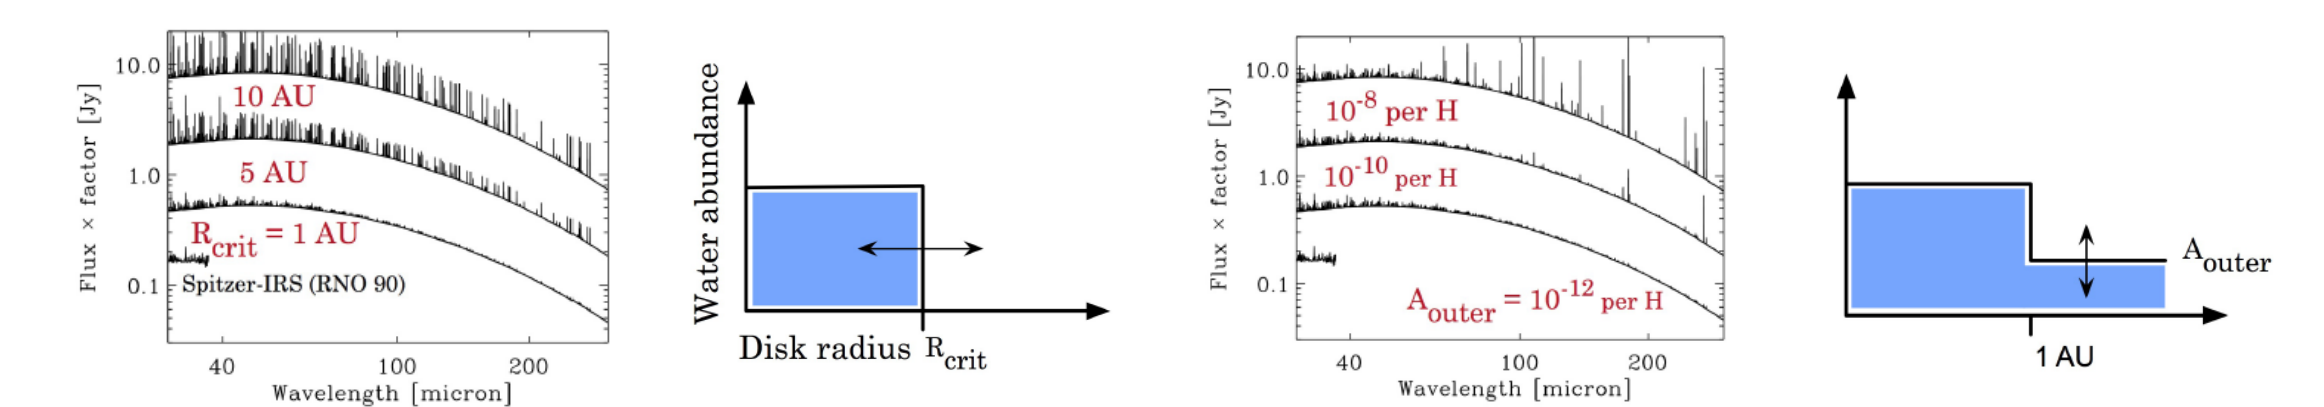 Flux × factor [Jy]
10.0
1.0
0.1
10 AU
5 AU
R_crit = 1 AU
Spitzer-IRS (RNO 90)
40 100 200
Wavelength [micron]
Water abundance
Disk radius R_crit
Flux × factor [Jy]
10.0
1.0
0.1
10^-8 per H
10^-10 per H
A_outer = 10^-12 per H
40 100 200
Wavelength [micron]
A_outer
1 AU